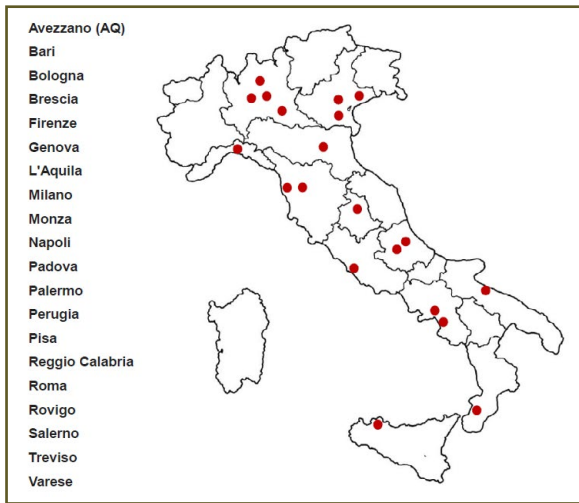 Avezzano (AQ)
Bari
Bologna
Brescia
Firenze
Genova
L'Aquila
Milano
Monza
Napoli
Padova
Palermo
Perugia
Pisa
Reggio Calabria
Roma
Rovigo
Salerno
Treviso
Varese